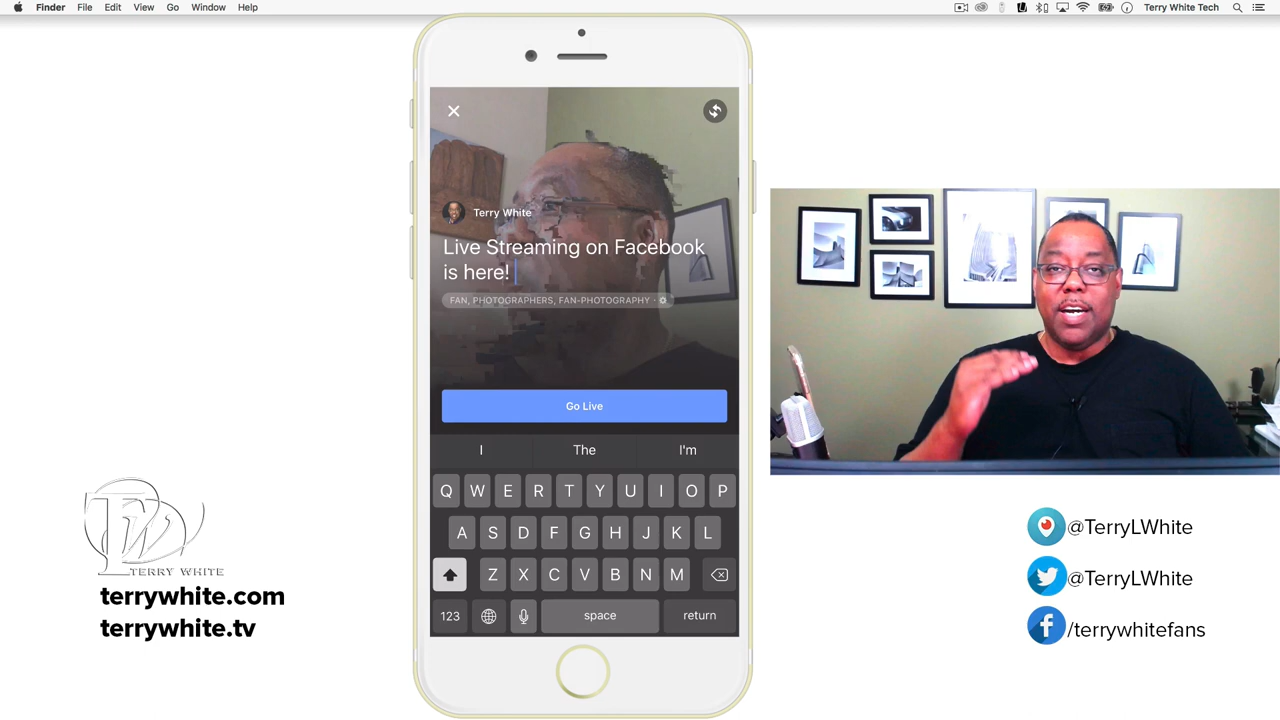 Finder File Edit View Go Window Help Terry White Tech
Terry White
Live Streaming on Facebook
is here!
FAN, PHOTOGRAPHERS, FAN-PHOTOGRAPHY
Go Live
I The I'm
Q W E R T Y U I O P
A S D F G H J K L
Z X C V B N M
123 space return
TW
TERRY WHITE
terrywhite.com
terrywhite.tv
@TerryLWhite
@TerryLWhite
f /terrywhitefans